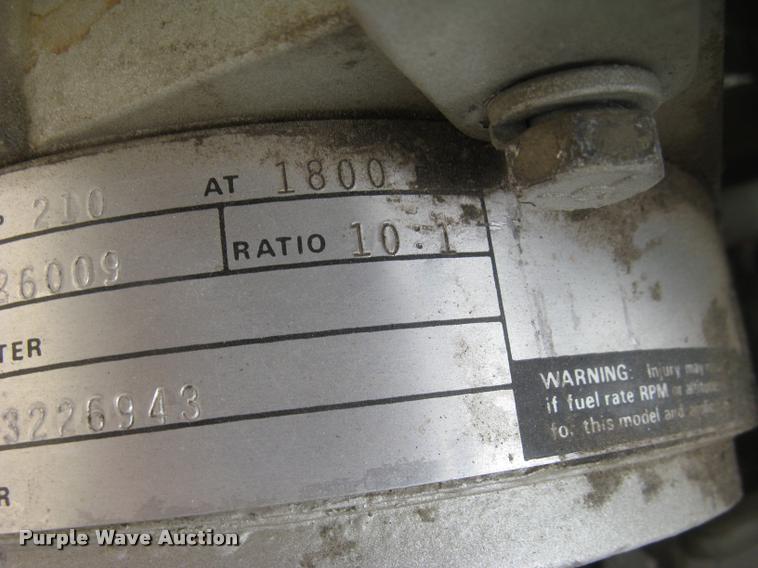 210 AT 1800
26009 RATIO 10.1
TER
3226943
R
WARNING: Injury may
if fuel rate RPM or
for this model and
Purple Wave Auction